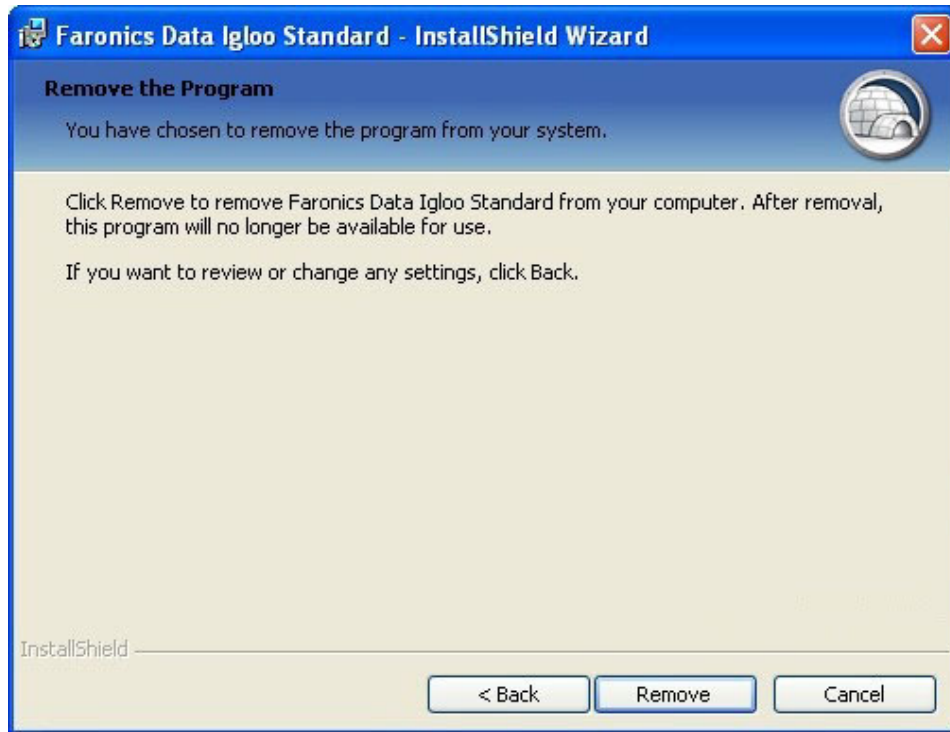 Faronics Data Igloo Standard - InstallShield Wizard
Remove the Program
You have chosen to remove the program from your system.
Click Remove to remove Faronics Data Igloo Standard from your computer. After removal,
this program will no longer be available for use.
If you want to review or change any settings, click Back.
InstallShield
< Back Remove Cancel